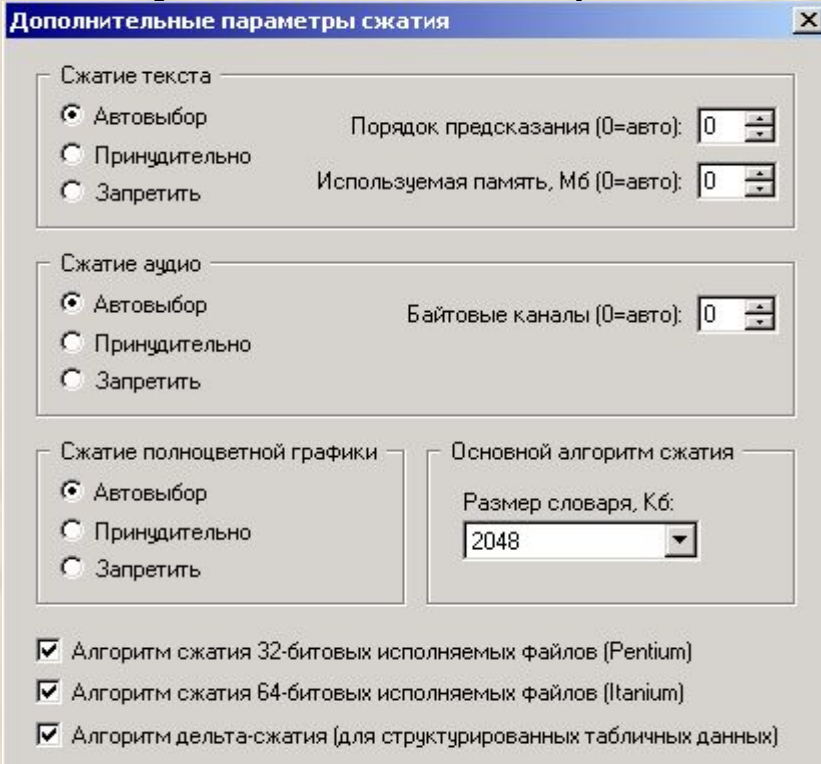 Дополнительные параметры сжатия
Сжатие текста
Автовыбор
Порядок предсказания (0=авто): 0
Принудительно
Используемая память, Мб (0=авто): 0
Запретить
Сжатие аудио
Автовыбор
Байтовые каналы (0=авто): 0
Принудительно
Запретить
Сжатие полноцветной графики
Автовыбор
Принудительно
Запретить
Основной алгоритм сжатия
Размер словаря, Кб:
2048
Алгоритм сжатия 32-битовых исполняемых файлов (Pentium)
Алгоритм сжатия 64-битовых исполняемых файлов (Itanium)
Алгоритм дельта-сжатия (для структурированных табличных данных)